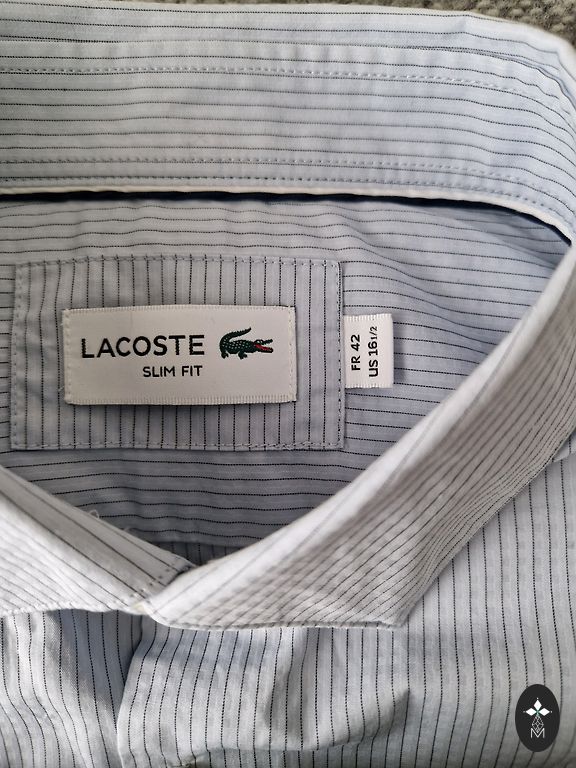 LACOSTE
SLIM FIT
FR 42
US 16 1/2
M